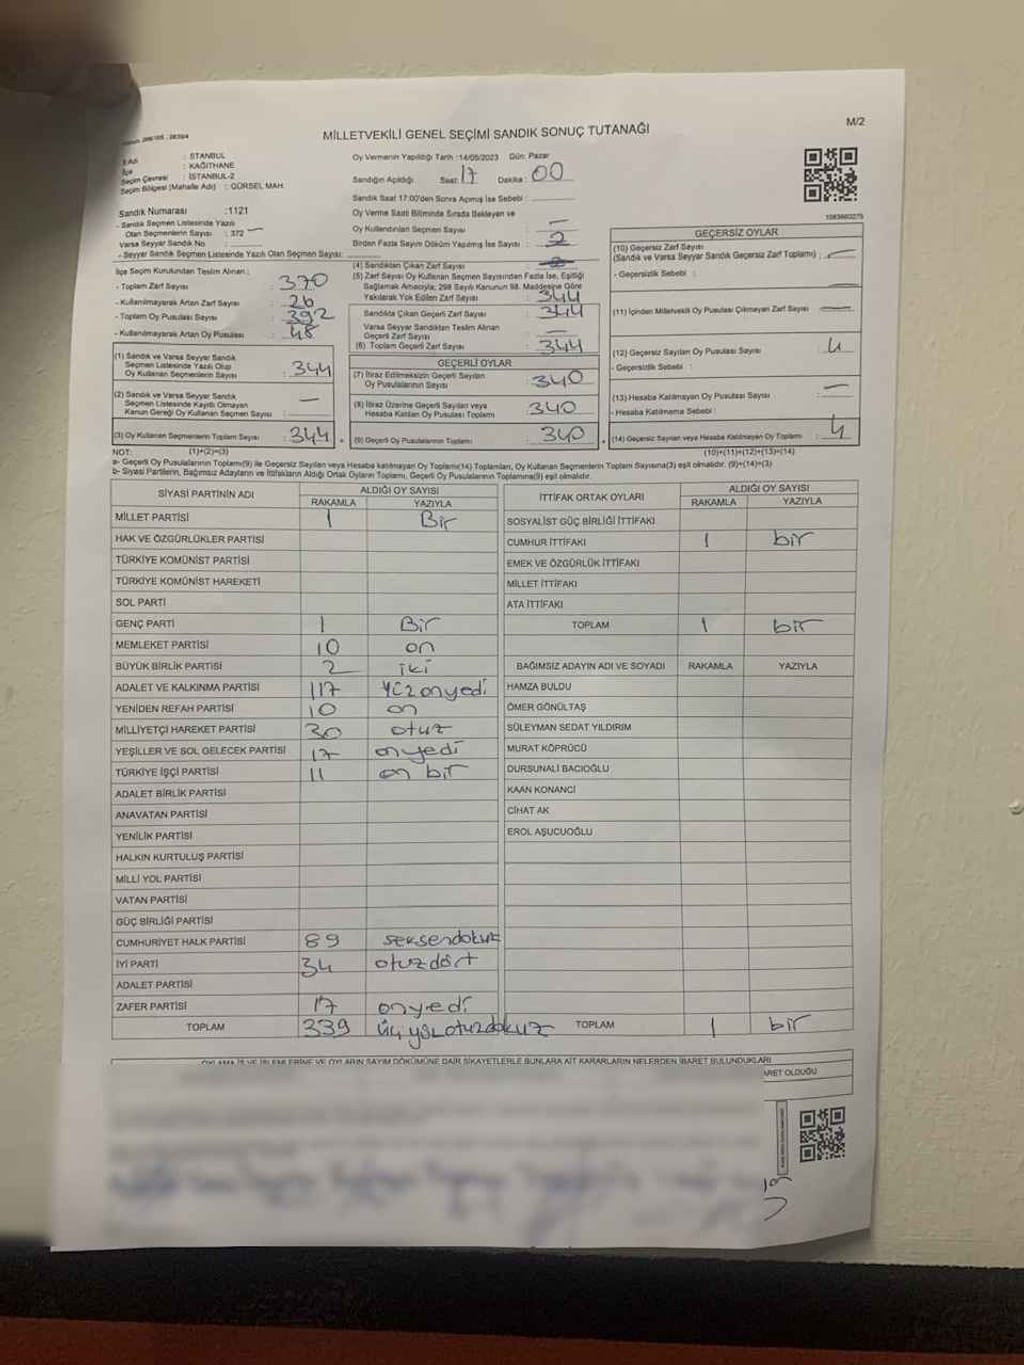 MİLLETVEKİLİ GENEL SEÇİMİ SANDIK SONUÇ TUTANAĞI
M/2
İli Adı : İSTANBUL
İlçe : KAĞITHANE
Seçim Çevresi : İSTANBUL-2
Seçim Bölgesi (Mahalle Adı) : GÜRSEL MAH.
Sandık Numarası :1121
- Sandık Seçmen Listesinde Yazılı
Olan Seçmenlerin Sayısı : 372
Varsa Seyyar Sandık No :
- Seyyar Sandık Seçmen Listesinde Yazılı Olan Seçmen Sayısı:
İlçe Seçim Kurulundan Teslim Alınan ;
- Toplam Zarf Sayısı : 370
- Kullanılmayarak Artan Zarf Sayısı : 26
- Toplam Oy Pusulası Sayısı : 392
- Kullanılmayarak Artan Oy Pusulası : 48
(1) Sandık ve Varsa Seyyar Sandık
Seçmen Listesinde Yazılı Olup
Oy Kullanan Seçmenlerin Sayısı : 344
(2) Sandık ve Varsa Seyyar Sandık
Seçmen Listesinde Kayıtlı Olmayan
Kanun Gereği Oy Kullanan Seçmen Sayısı : —
(3) Oy Kullanan Seçmenlerin Toplam Sayısı : 344
Oy Vermenin Yapıldığı Tarih :14/05/2023 Gün: Pazar
Sandığın Açıldığı Saat: 17 Dakika : 00
Sandık Saat 17.00'den Sonra Açılmış İse Sebebi :
Oy Verme Saati Bitiminde Sırada Bekleyen ve
Oy Kullandırılan Seçmen Sayısı : —
Birden Fazla Sayım Döküm Yapılmış İse Sayısı : 2
(4) Sandıktan Çıkan Zarf Sayısı
(5) Zarf Sayısı Oy Kullanan Seçmen Sayısından Fazla İse, Eşitliği
Sağlamak Amacıyla; 298 Sayılı Kanunun 98. Maddesine Göre
Yakılarak Yok Edilen Zarf Sayısı : 344
Sandıkta Çıkan Geçerli Zarf Sayısı : 344
Varsa Seyyar Sandıktan Teslim Alınan
Geçerli Zarf Sayısı : —
(6) Toplam Geçerli Zarf Sayısı : 344
GEÇERLİ OYLAR
(7) İtiraz Edilmeksizin Geçerli Sayılan
Oy Pusulalarının Sayısı : 340
(8) İtiraz Üzerine Geçerli Sayılan veya
Hesaba Katılan Oy Pusulası Toplamı : 340
(9) Geçerli Oy Pusulalarının Toplamı : 340
GEÇERSİZ OYLAR
(10) Geçersiz Zarf Sayısı
(Sandık ve Varsa Seyyar Sandık Geçersiz Zarf Toplamı) : —
- Geçersizlik Sebebi :
(11) İçinden Milletvekili Oy Pusulası Çıkmayan Zarf Sayısı : —
(12) Geçersiz Sayılan Oy Pusulası Sayısı : 4
- Geçersizlik Sebebi :
(13) Hesaba Katılmayan Oy Pusulası Sayısı : —
- Hesaba Katılmama Sebebi :
(14) Geçersiz Sayılan veya Hesaba Katılmayan Oy Toplamı : 4
NOT: (1)+(2)=(3) (10)+(11)+(12)+(13)=(14)
a- Geçerli Oy Pusulaların Toplamı(9) ile Geçersiz Sayılan veya Hesaba katılmayan Oy Toplamı(14) Toplamları, Oy Kullanan Seçmenlerin Toplam Sayısına(3) eşit olmalıdır. (9)+(14)=(3)
b- Siyasi Partilerin, Bağımsız Adayların ve İttifakların Aldığı Ortak Oyların Toplamı, Geçerli Oy Pusulalarının Toplamına(9) eşit olmalıdır.
SİYASİ PARTİNİN ADI ALDIĞI OY SAYISI
RAKAMLA YAZIYLA
MİLLET PARTİSİ 1 Bir
HAK VE ÖZGÜRLÜKLER PARTİSİ
TÜRKİYE KOMÜNİST PARTİSİ
TÜRKİYE KOMÜNİST HAREKETİ
SOL PARTİ
GENÇ PARTİ 1 Bir
MEMLEKET PARTİSİ 10 on
BÜYÜK BİRLİK PARTİSİ 2 iki
ADALET VE KALKINMA PARTİSİ 117 yüzonyedi
YENİDEN REFAH PARTİSİ 10 on
MİLLİYETÇİ HAREKET PARTİSİ 30 otuz
YEŞİLLER VE SOL GELECEK PARTİSİ 17 onyedi
TÜRKİYE İŞÇİ PARTİSİ 11 on bir
ADALET BİRLİK PARTİSİ
ANAVATAN PARTİSİ
YENİLİK PARTİSİ
HALKIN KURTULUŞ PARTİSİ
MİLLİ YOL PARTİSİ
VATAN PARTİSİ
GÜÇ BİRLİĞİ PARTİSİ
CUMHURİYET HALK PARTİSİ 89 seksendokuz
İYİ PARTİ 34 otuzdört
ADALET PARTİSİ
ZAFER PARTİSİ 17 onyedi
TOPLAM 339 üçyüzotuzdokuz
İTTİFAK ORTAK OYLARI ALDIĞI OY SAYISI
RAKAMLA YAZIYLA
SOSYALİST GÜÇ BİRLİĞİ İTTİFAKI
CUMHUR İTTİFAKI 1 bir
EMEK VE ÖZGÜRLÜK İTTİFAKI
MİLLET İTTİFAKI
ATA İTTİFAKI
TOPLAM 1 bir
BAĞIMSIZ ADAYIN ADI VE SOYADI RAKAMLA YAZIYLA
HAMZA BULDU
ÖMER GÖNÜLTAŞ
SÜLEYMAN SEDAT YILDIRIM
MURAT KÖPRÜCÜ
DURSUNALİ BACIOĞLU
KAAN KONANCİ
CİHAT AK
EROL AŞUCUOĞLU
TOPLAM 1 bir
OYLAMA İŞ VE İŞLEMLERİNE VE OYLARIN SAYIM DÖKÜMÜNE DAİR ŞİKAYETLERLE BUNLARA AİT KARARLARIN NELERDEN İBARET BULUNDUKLARI